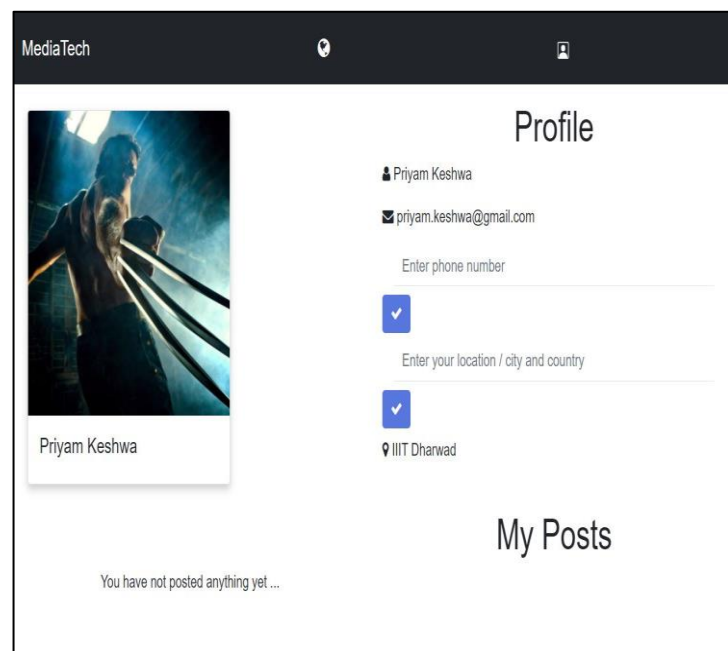 MediaTech
Profile
Priyam Keshwa
priyam.keshwa@gmail.com
Enter phone number
Enter your location / city and country
IIIT Dharwad
Priyam Keshwa
My Posts
You have not posted anything yet ...